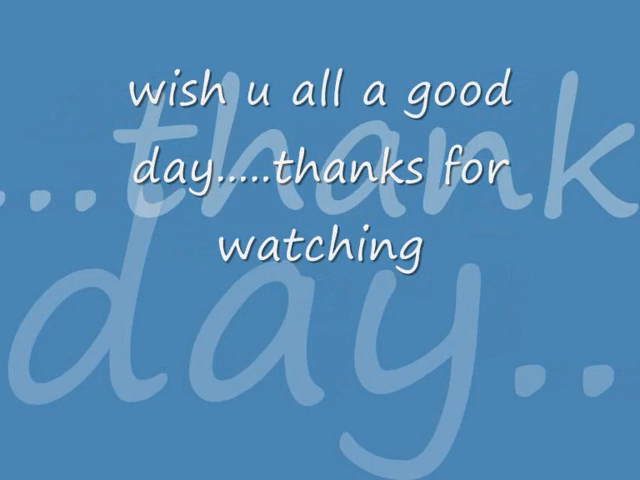 wish u all a good
day.....thanks for
watching
...thank
day..